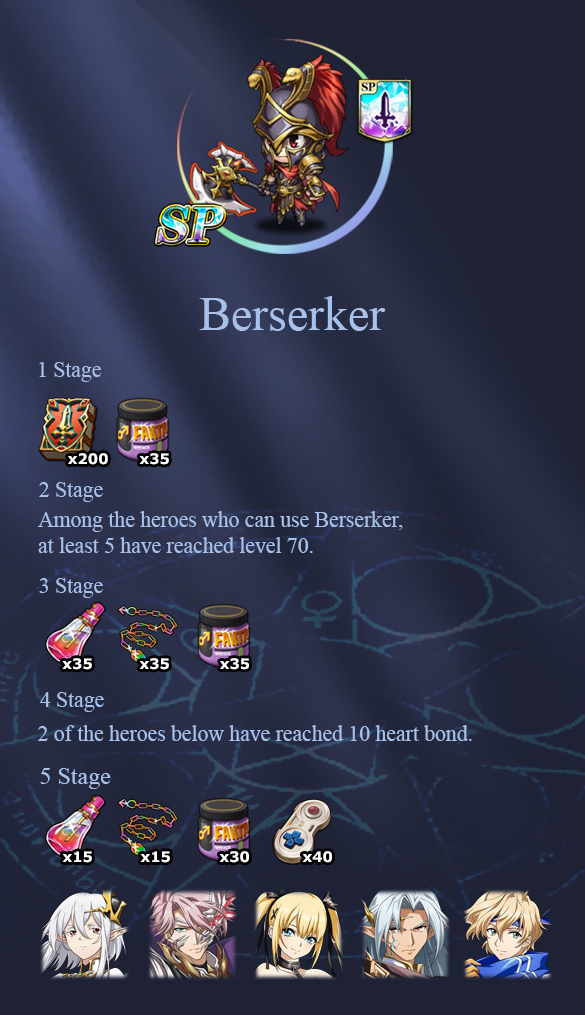 SP
SP
Berserker
1 Stage
x200
x35
2 Stage
Among the heroes who can use Berserker,
at least 5 have reached level 70.
3 Stage
x35
x35
x35
4 Stage
2 of the heroes below have reached 10 heart bond.
5 Stage
x15
x15
x30
x40